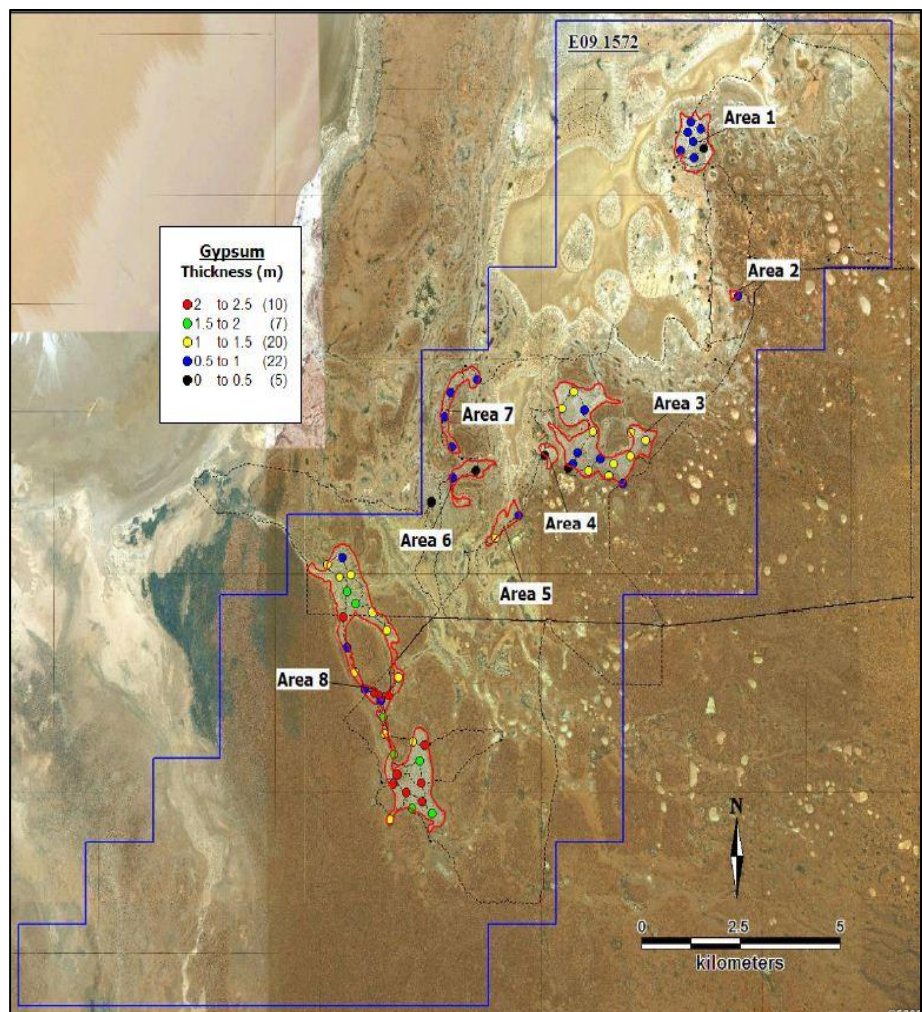 E09 1572
Area 1
Gypsum
Thickness (m)
2 to 2.5 (10)
1.5 to 2 (7)
1 to 1.5 (20)
0.5 to 1 (22)
0 to 0.5 (5)
Area 2
Area 7
Area 3
Area 6
Area 4
Area 5
Area 8
N
0 2.5 5
kilometers